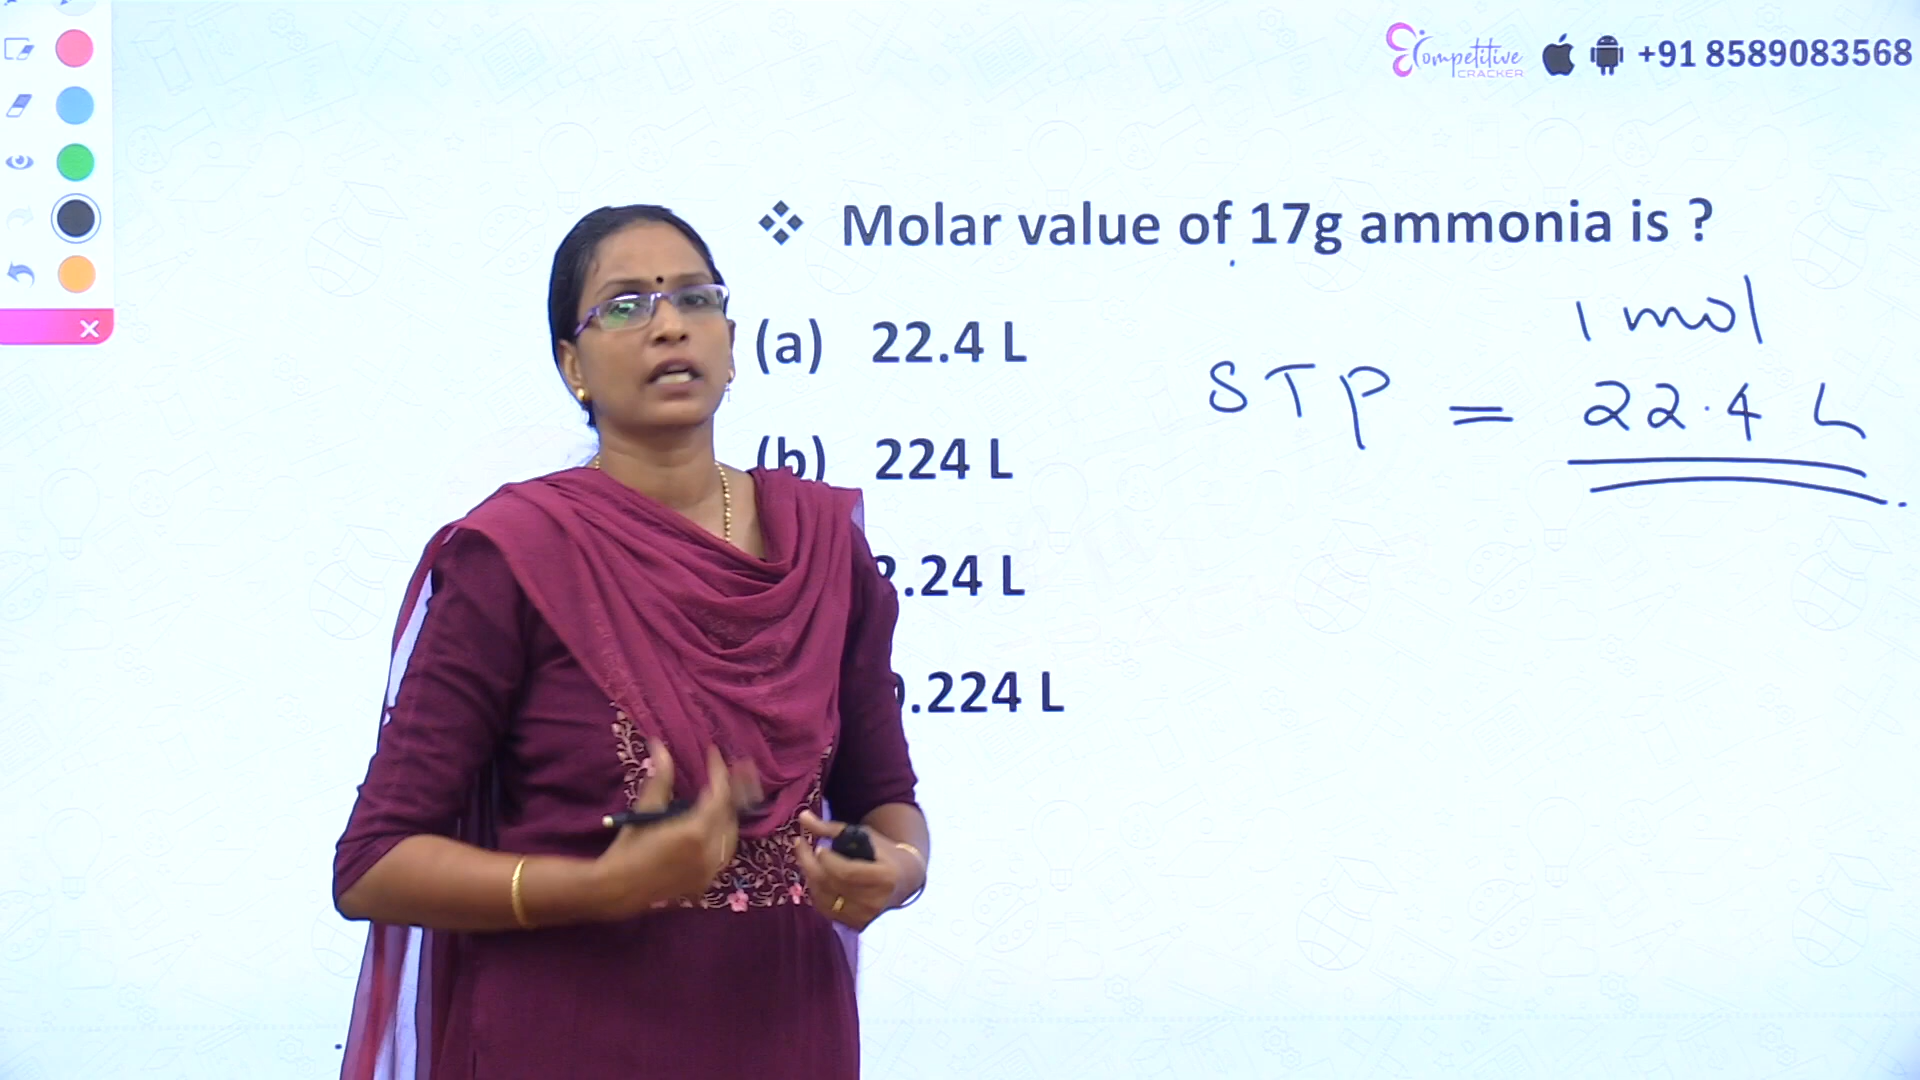 Competitive
CRACKER
+91 8589083568
❖ Molar value of 17g ammonia is ?
1 mol
(a) 22.4 L
STP = 22.4 L
(b) 224 L
.24 L
.224 L